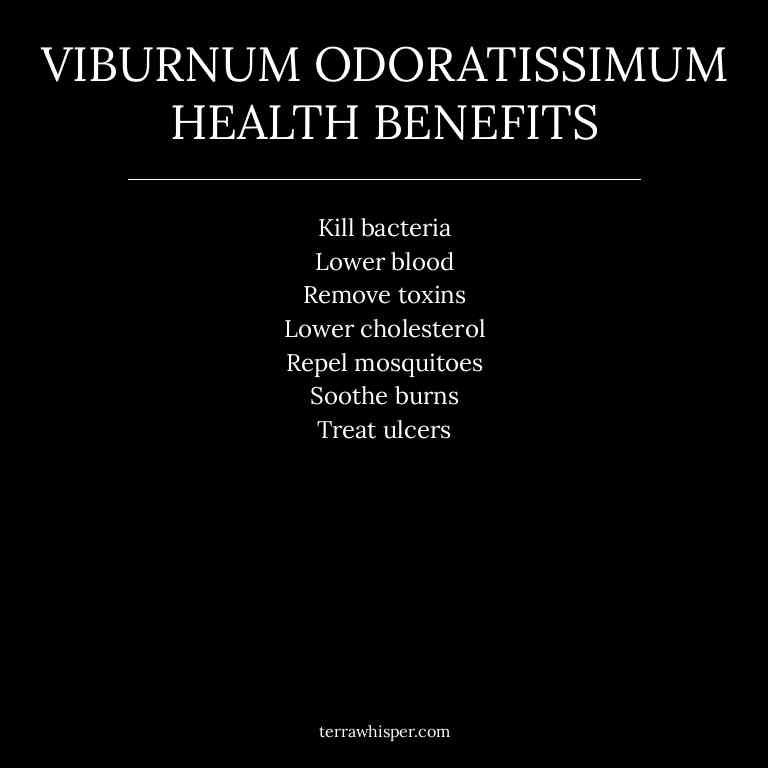 VIBURNUM ODORATISSIMUM
HEALTH BENEFITS
Kill bacteria
Lower blood
Remove toxins
Lower cholesterol
Repel mosquitoes
Soothe burns
Treat ulcers
terrawhisper.com